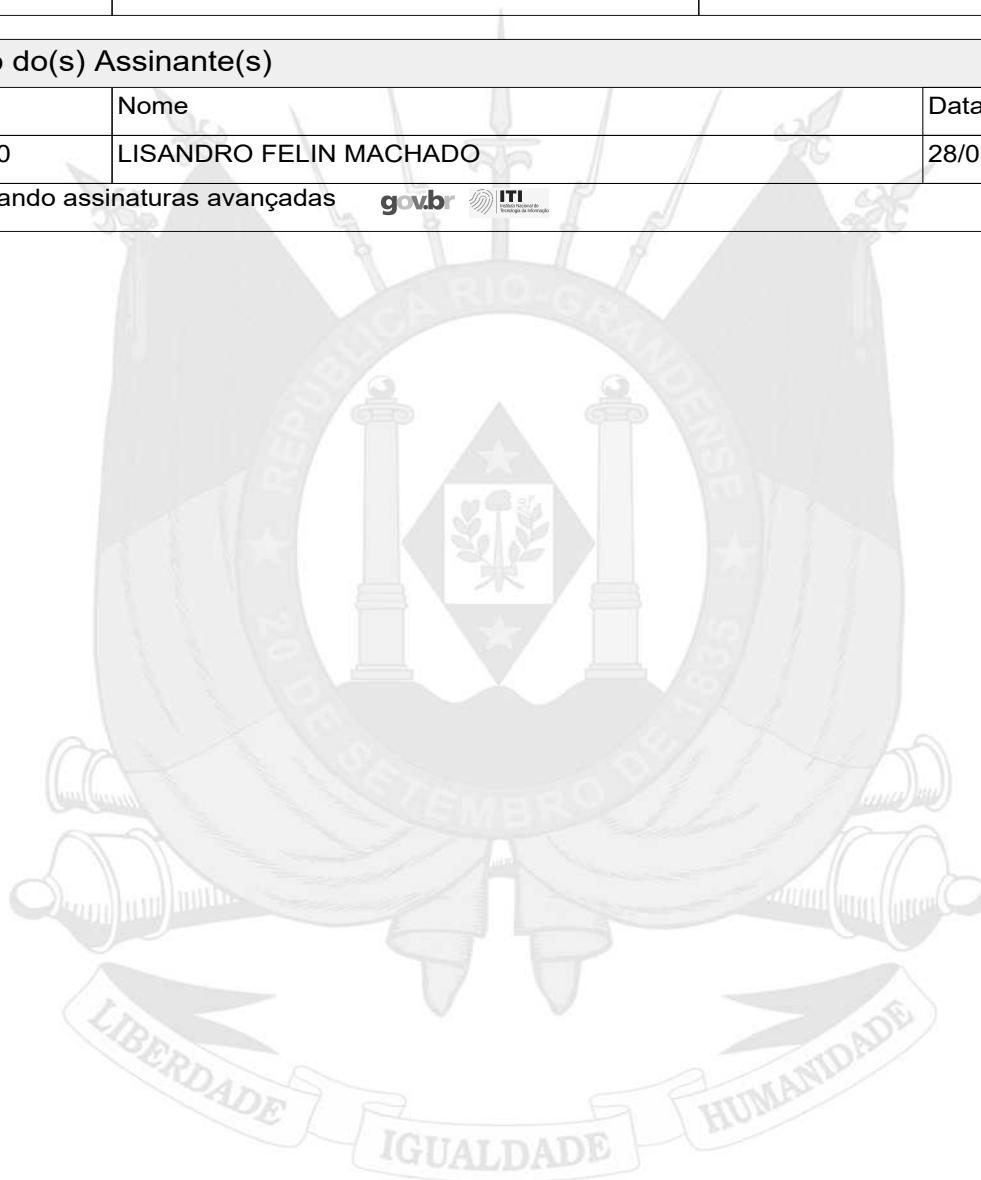 o do(s) Assinante(s)
Nome Data
0 LISANDRO FELIN MACHADO 28/0
ando assinaturas avançadas gov.br ITI
REPUBLICA RIO-GRANDENSE
20 DE SETEMBRO DE 1835
LIBERDADE IGUALDADE HUMANIDADE